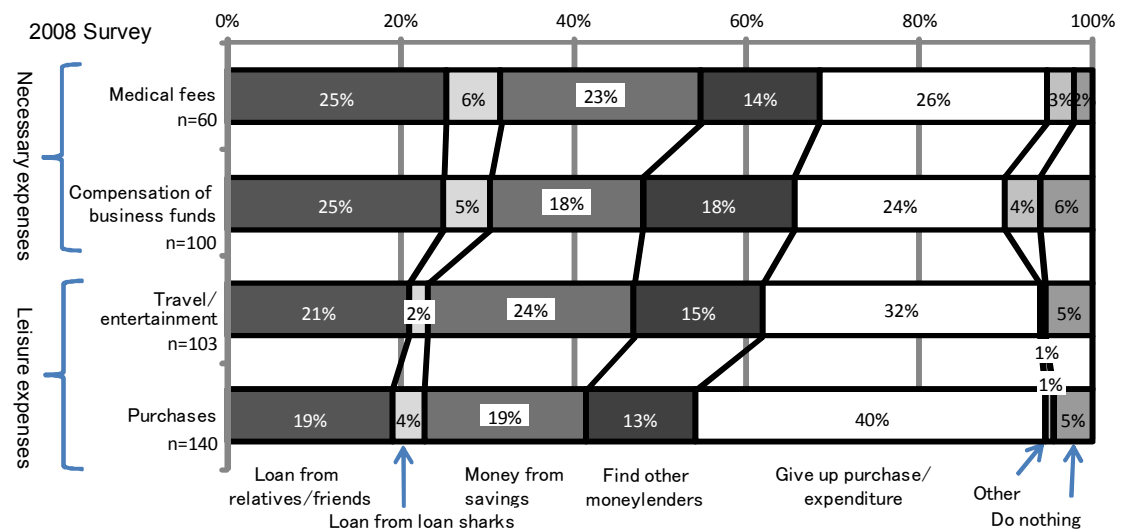 0% 20% 40% 60% 80% 100%
2008 Survey
Necessary expenses
Medical fees
n=60
25% 6% 23% 14% 26% 3% 2%
Compensation of
business funds
n=100
25% 5% 18% 18% 24% 4% 6%
Leisure expenses
Travel/
entertainment
n=103
21% 2% 24% 15% 32% 1% 5%
Purchases
n=140
19% 4% 19% 13% 40% 1% 5%
Loan from
relatives/friends
Loan from loan sharks
Money from
savings
Find other
moneylenders
Give up purchase/
expenditure
Other
Do nothing